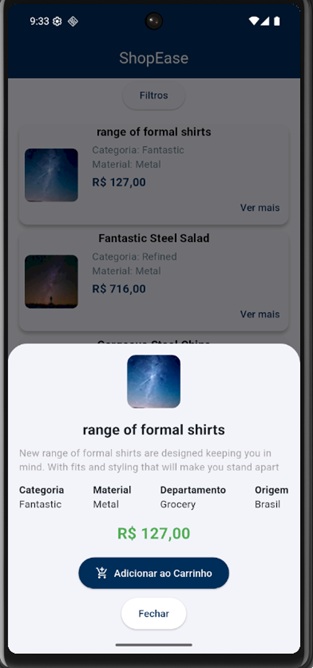 9:33
ShopEase
Filtros
range of formal shirts
Categoria: Fantastic
Material: Metal
R$ 127,00
Ver mais
Fantastic Steel Salad
Categoria: Refined
Material: Metal
R$ 716,00
Ver mais
range of formal shirts
New range of formal shirts are designed keeping you in
mind. With fits and styling that will make you stand apart
Categoria Material Departamento Origem
Fantastic Metal Grocery Brasil
R$ 127,00
Adicionar ao Carrinho
Fechar